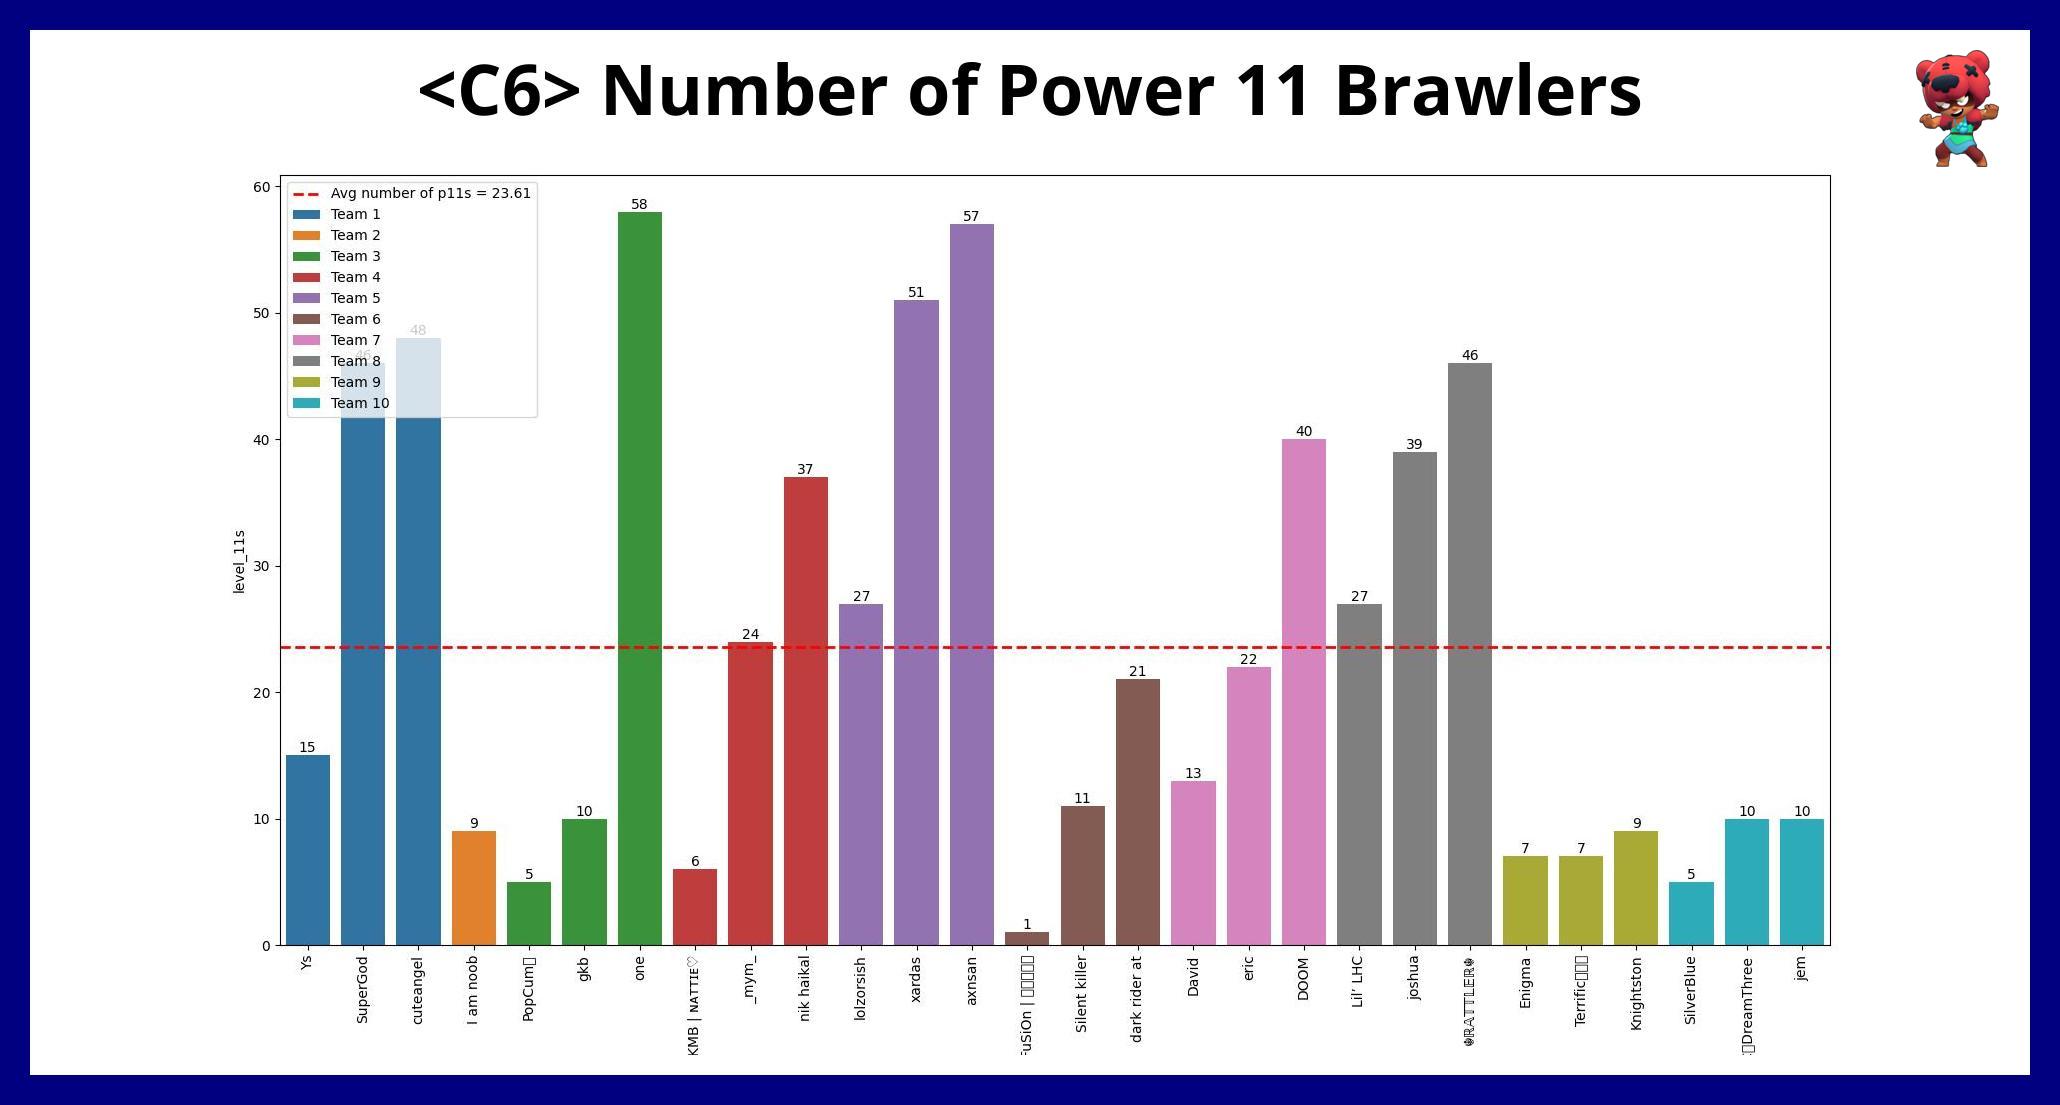 <C6> Number of Power 11 Brawlers
Avg number of p11s = 23.61
Team 1
Team 2
Team 3
Team 4
Team 5
Team 6
Team 7
Team 8
Team 9
Team 10
level_11s
60
50
40
30
20
10
0
15
46
48
9
5
10
58
6
24
37
27
51
57
1
11
21
13
22
40
27
39
46
7
7
9
5
10
10
Ys
SuperGod
cuteangel
I am noob
PopCum
gkb
one
KMB | ɴᴀᴛᴛɪᴇ♡
_mym_
nik haikal
lolzorsish
xardas
axnsan
FuSiOn |
Silent killer
dark rider at
David
eric
DOOM
Lil’ LHC
joshua
☬ℝ𝔸𝕋𝕋𝕃𝔼ℝ☬
Enigma
Terrific
Knightston
SilverBlue
DreamThree
jem